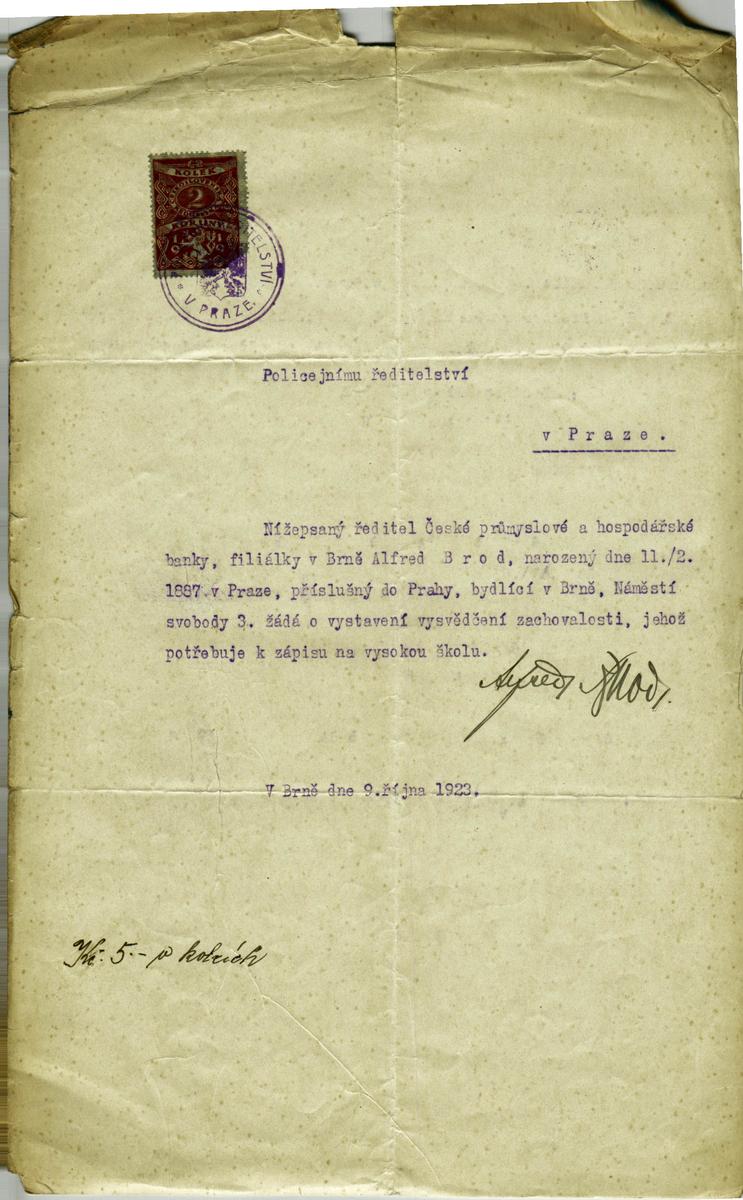 KOLEK
2
KORUNY
ITELSTVÍ
V PRAZE.
Policejnímu ředitelství
v Praze.
Nížepsaný ředitel České průmyslové a hospodářské
banky, filiálky v Brně Alfred Brod, narozený dne 11./2.
1887 v Praze, příslušný do Prahy, bydlící v Brně, Náměstí
svobody 3. žádá o vystavení vysvědčení zachovalosti, jehož
potřebuje k zápisu na vysokou školu.
Alfred Brod.
V Brně dne 9.října 1923.
Kč. 5.- v kolcích